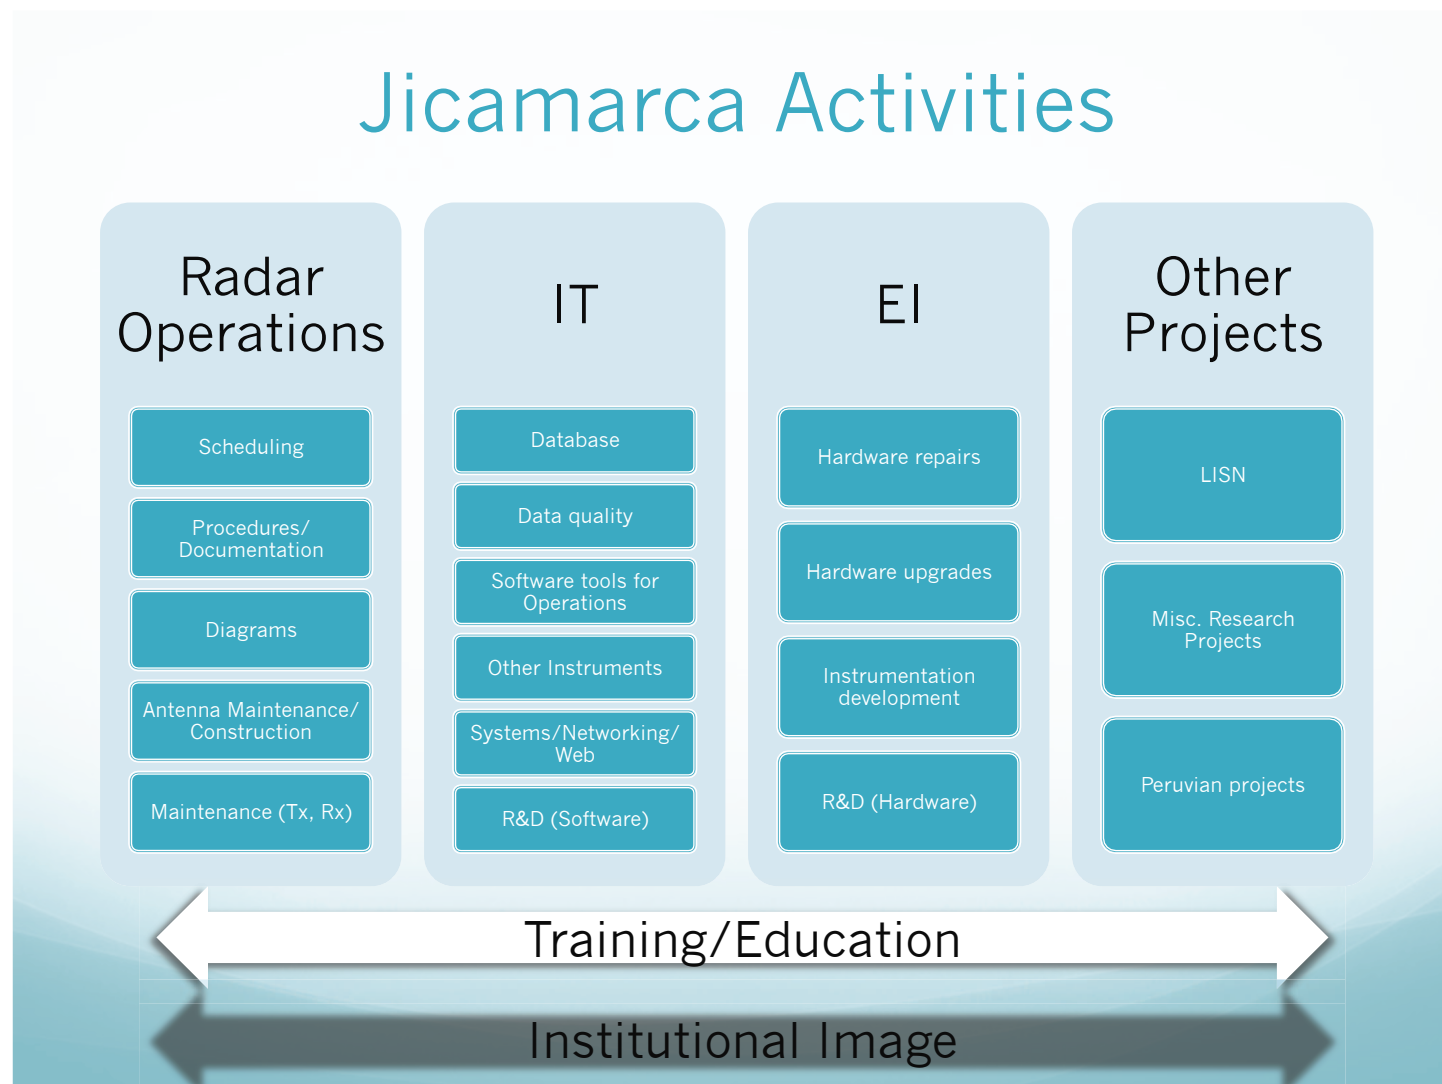 Jicamarca Activities
Radar
Operations
Scheduling
Procedures/
Documentation
Diagrams
Antenna Maintenance/
Construction
Maintenance (Tx, Rx)
IT
Database
Data quality
Software tools for
Operations
Other Instruments
Systems/Networking/
Web
R&D (Software)
EI
Hardware repairs
Hardware upgrades
Instrumentation
development
R&D (Hardware)
Other
Projects
LISN
Misc. Research
Projects
Peruvian projects
Training/Education
Institutional Image